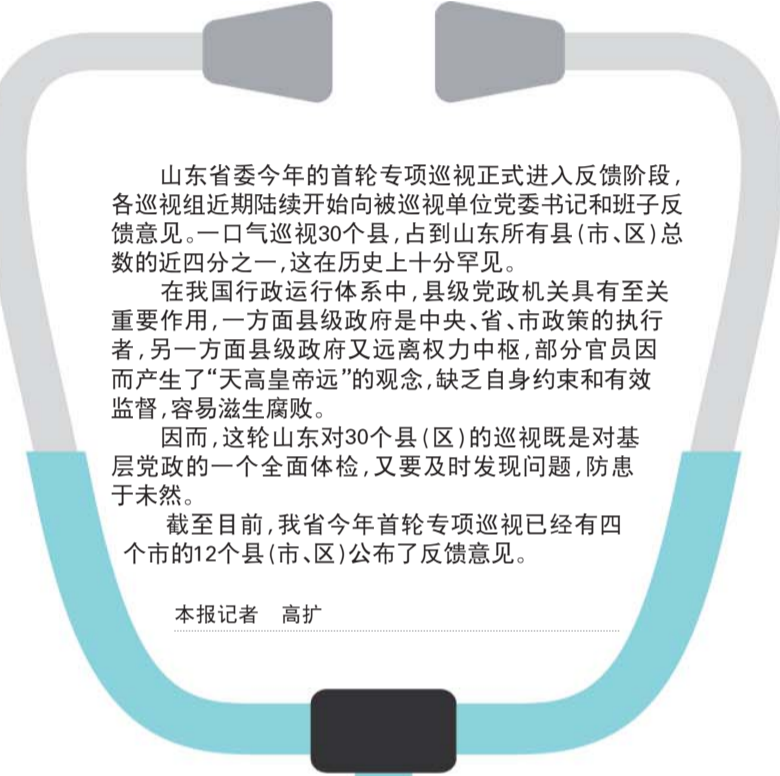 山东省委今年的首轮专项巡视正式进入反馈阶段，
各巡视组近期陆续开始向被巡视单位党委书记和班子反
馈意见。一口气巡视30个县，占到山东所有县（市、区）总
数的近四分之一，这在历史上十分罕见。
在我国行政运行体系中，县级党政机关具有至关
重要作用，一方面县级政府是中央、省、市政策的执行
者，另一方面县级政府又远离权力中枢，部分官员因
而产生了“天高皇帝远”的观念，缺乏自身约束和有效
监督，容易滋生腐败。
因而，这轮山东对30个县（区）的巡视既是对基
层党政的一个全面体检，又要及时发现问题，防患
于未然。
截至目前，我省今年首轮专项巡视已经有四
个市的12个县（市、区）公布了反馈意见。
本报记者　高扩